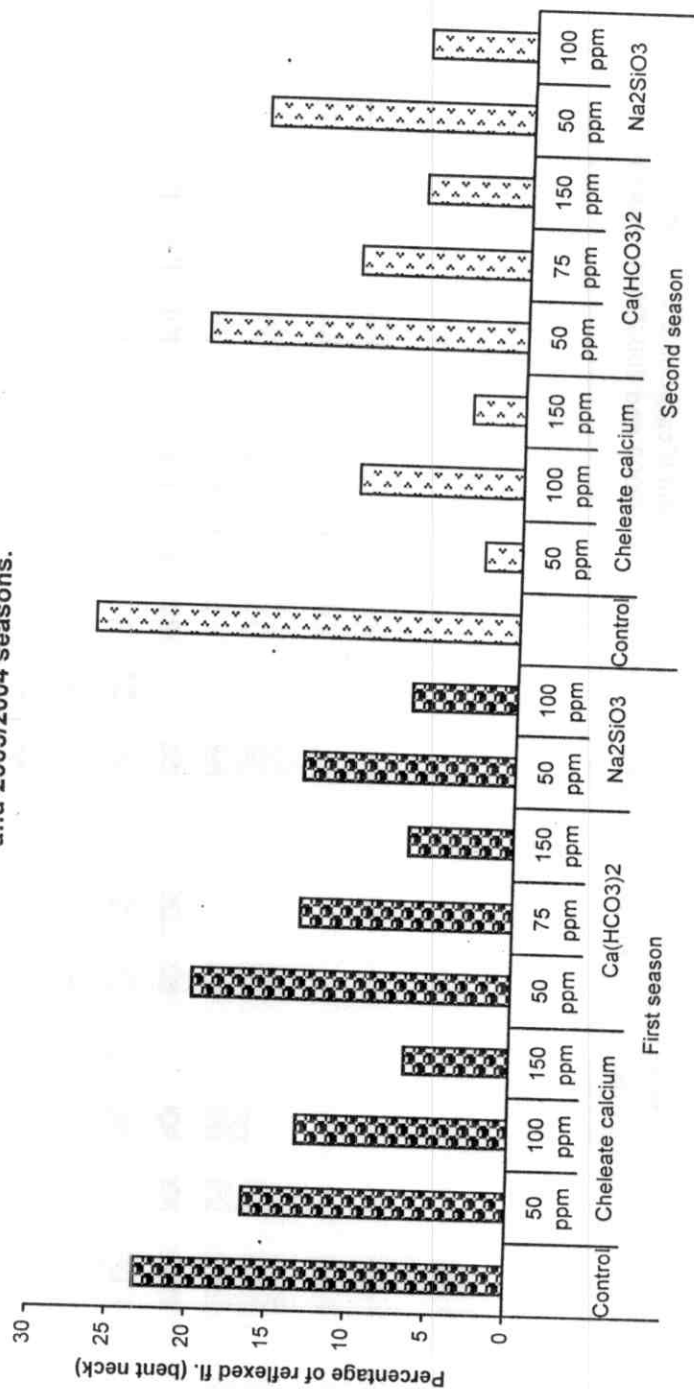 and 2003/2004 seasons.
Percentage of reflexed fl. (bent neck)
30
25
20
15
10
5
0
Control 50 ppm 100 ppm 150 ppm 50 ppm 75 ppm 150 ppm 50 ppm 100 ppm Control 50 ppm 100 ppm 150 ppm 50 ppm 75 ppm 150 ppm 50 ppm 100 ppm
Cheleate calcium Ca(HCO3)2 Na2SiO3 Cheleate calcium Ca(HCO3)2 Na2SiO3
First season Second season